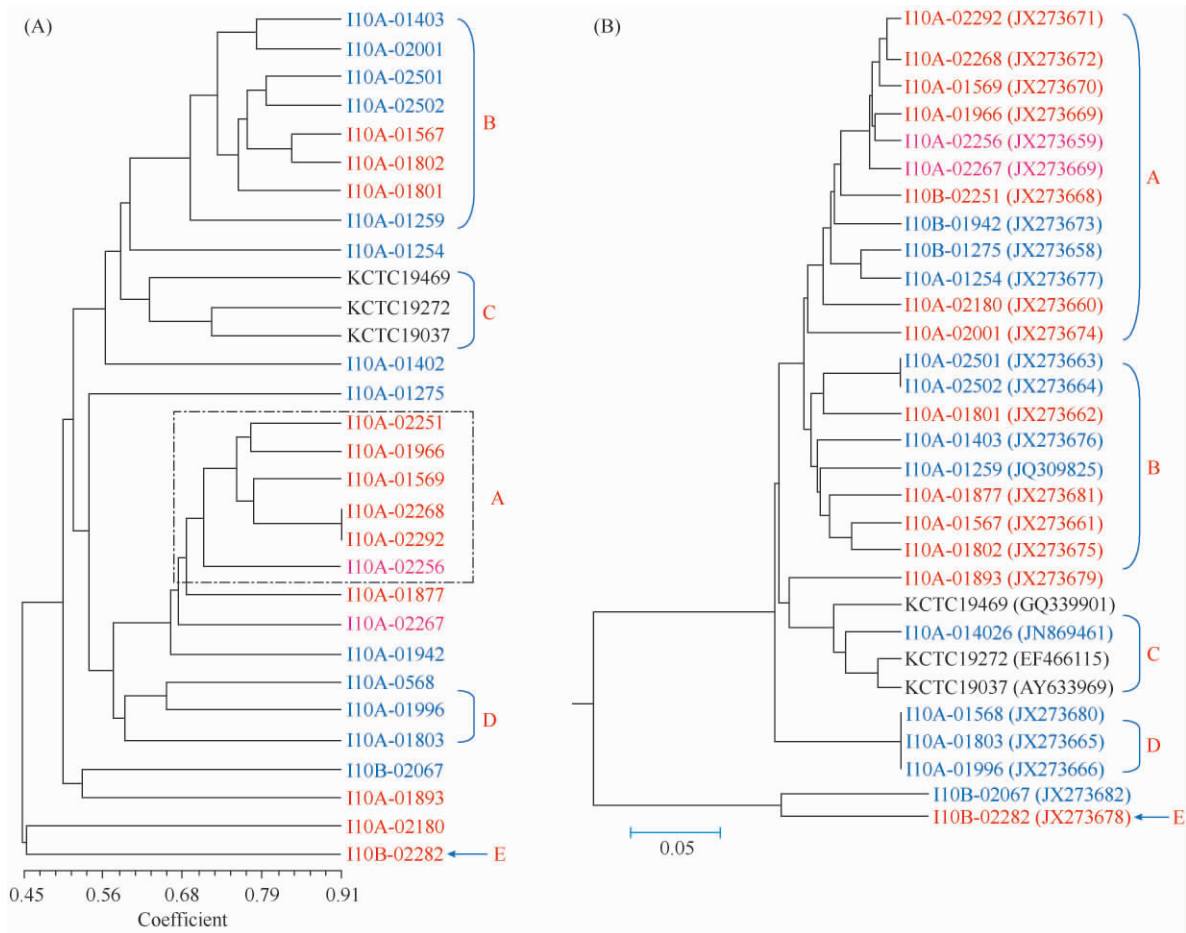 (A)
I10A-01403
I10A-02001
I10A-02501
I10A-02502
I10A-01567
I10A-01802
I10A-01801
I10A-01259
B
I10A-01254
KCTC19469
KCTC19272
KCTC19037
C
I10A-01402
I10A-01275
I10A-02251
I10A-01966
I10A-01569
I10A-02268
I10A-02292
I10A-02256
A
I10A-01877
I10A-02267
I10A-01942
I10A-0568
I10A-01996
I10A-01803
D
I10B-02067
I10A-01893
I10A-02180
I10B-02282
E
0.45 0.56 0.68 0.79 0.91
Coefficient
(B)
I10A-02292 (JX273671)
I10A-02268 (JX273672)
I10A-01569 (JX273670)
I10A-01966 (JX273669)
I10A-02256 (JX273659)
I10A-02267 (JX273669)
I10B-02251 (JX273668)
I10B-01942 (JX273673)
I10B-01275 (JX273658)
I10A-01254 (JX273677)
I10A-02180 (JX273660)
I10A-02001 (JX273674)
A
I10A-02501 (JX273663)
I10A-02502 (JX273664)
I10A-01801 (JX273662)
I10A-01403 (JX273676)
I10A-01259 (JQ309825)
I10A-01877 (JX273681)
I10A-01567 (JX273661)
I10A-01802 (JX273675)
B
I10A-01893 (JX273679)
KCTC19469 (GQ339901)
I10A-014026 (JN869461)
KCTC19272 (EF466115)
KCTC19037 (AY633969)
C
I10A-01568 (JX273680)
I10A-01803 (JX273665)
I10A-01996 (JX273666)
D
I10B-02067 (JX273682)
I10B-02282 (JX273678)
E
0.05